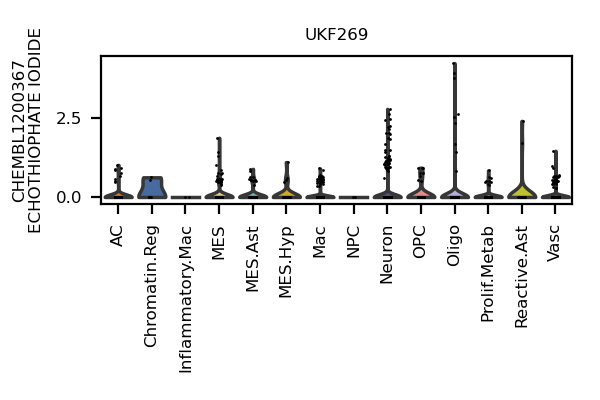 UKF269
CHEMBL1200367
ECHOTHIOPHATE IODIDE
2.5
0.0
AC
Chromatin.Reg
Inflammatory.Mac
MES
MES.Ast
MES.Hyp
Mac
NPC
Neuron
OPC
Oligo
Prolif.Metab
Reactive.Ast
Vasc